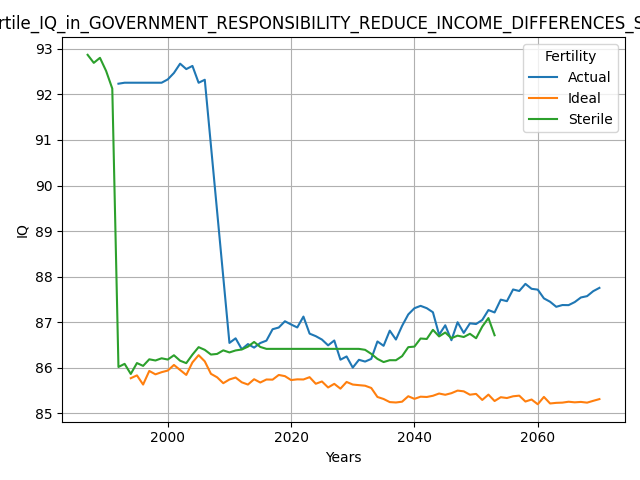 rtile_IQ_in_GOVERNMENT_RESPONSIBILITY_REDUCE_INCOME_DIFFERENCES_S
93
92
91
90
89
88
87
86
85
IQ
Fertility
Actual
Ideal
Sterile
2000
2020
2040
2060
Years